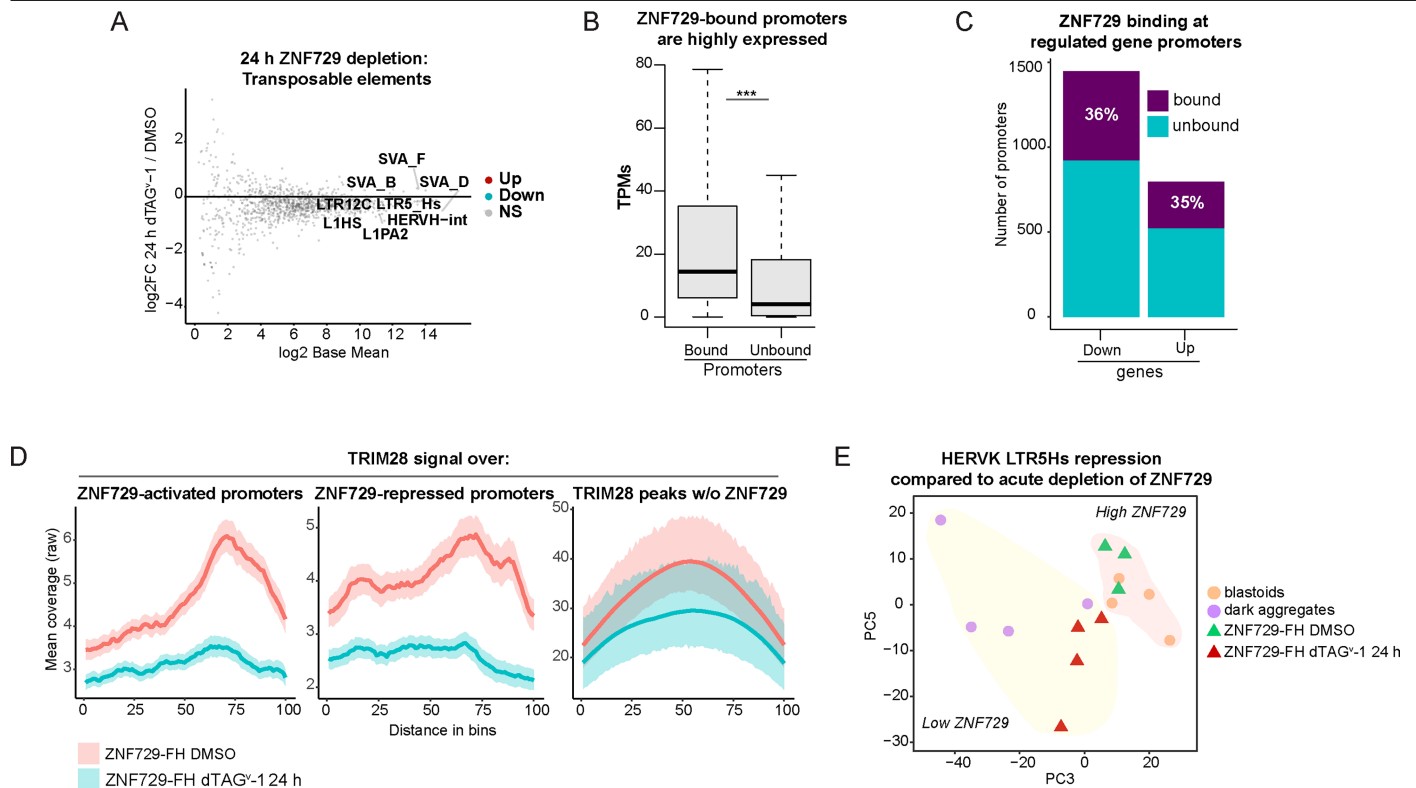 A
24 h ZNF729 depletion:
Transposable elements
log2FC 24 h dTAGᵛ−1 / DMSO
2
0
−2
−4
SVA_F
SVA_B
SVA_D
LTR12C
LTR5_Hs
HERVH−int
L1HS
L1PA2
Up
Down
NS
0 2 4 6 8 10 12 14
log2 Base Mean
B
ZNF729-bound promoters
are highly expressed
TPMs
80
60
40
20
0
***
Bound Unbound
Promoters
C
ZNF729 binding at
regulated gene promoters
Number of promoters
1500
1000
500
0
36%
35%
bound
unbound
Down Up
genes
D
TRIM28 signal over:
ZNF729-activated promoters
ZNF729-repressed promoters
TRIM28 peaks w/o ZNF729
Mean coverage (raw)
6
5
4
3
5
4
3
2
50
40
30
20
0 25 50 75 100
0 25 50 75 100
0 25 50 75 100
Distance in bins
ZNF729-FH DMSO
ZNF729-FH dTAGᵛ-1 24 h
E
HERVK LTR5Hs repression
compared to acute depletion of ZNF729
PC5
20
10
0
−10
−20
−30
High ZNF729
Low ZNF729
−40 −20 0 20
PC3
blastoids
dark aggregates
ZNF729-FH DMSO
ZNF729-FH dTAGᵛ-1 24 h